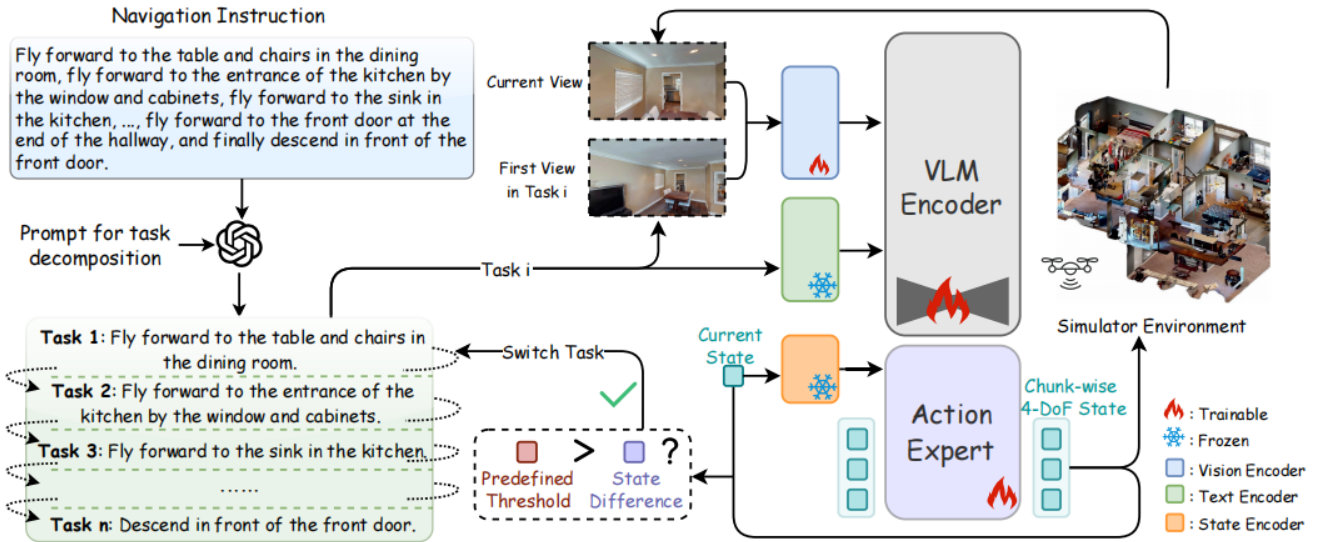 Navigation Instruction
Fly forward to the table and chairs in the dining
room, fly forward to the entrance of the kitchen by
the window and cabinets, fly forward to the sink in
the kitchen, ..., fly forward to the front door at the
end of the hallway, and finally descend in front of the
front door.
Prompt for task
decomposition
Task 1: Fly forward to the table and chairs in
the dining room.
Task 2: Fly forward to the entrance of the
kitchen by the window and cabinets.
Task 3: Fly forward to the sink in the kitchen.
......
Task n: Descend in front of the front door.
Current View
First View
in Task i
Task i
Switch Task
Predefined
Threshold
>
State
Difference
?
Current
State
VLM
Encoder
Action
Expert
Chunk-wise
4-DoF State
Simulator Environment
: Trainable
: Frozen
: Vision Encoder
: Text Encoder
: State Encoder